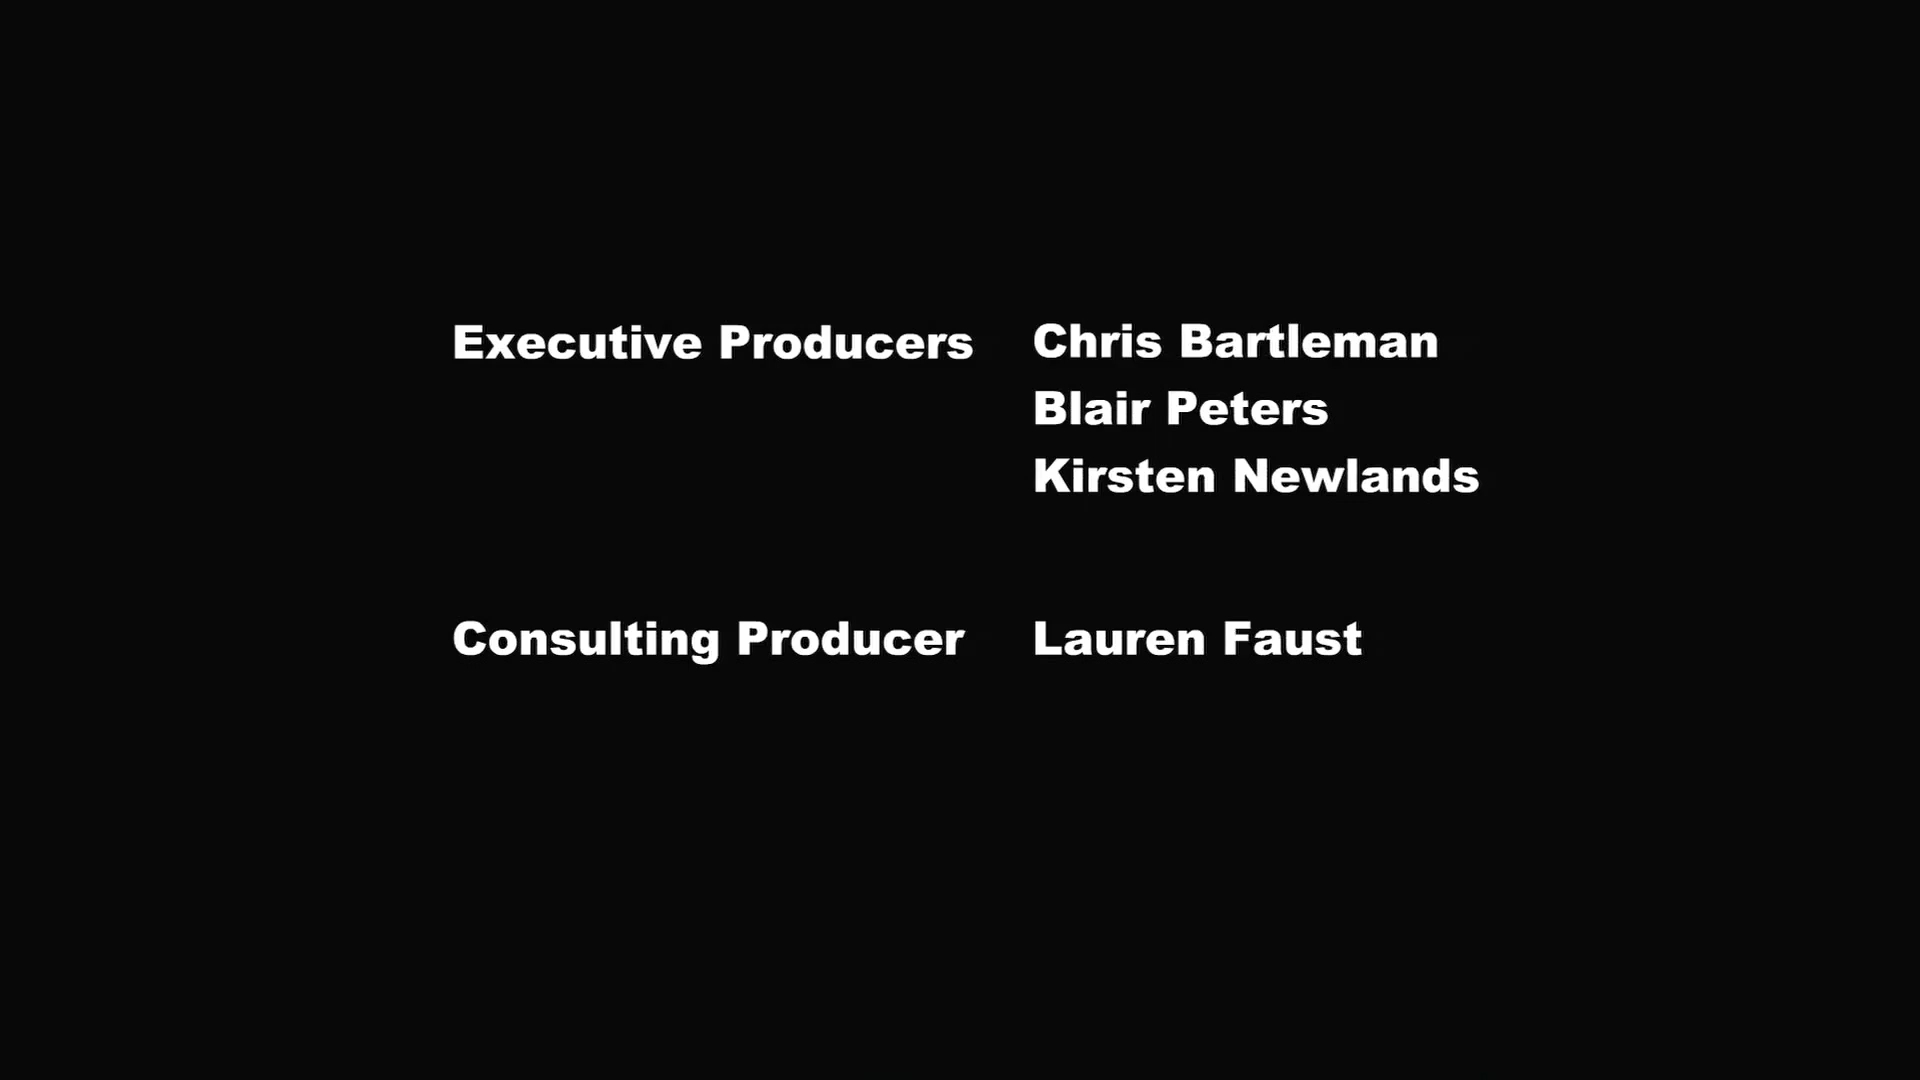 Executive Producers Chris Bartleman
Blair Peters
Kirsten Newlands
Consulting Producer Lauren Faust